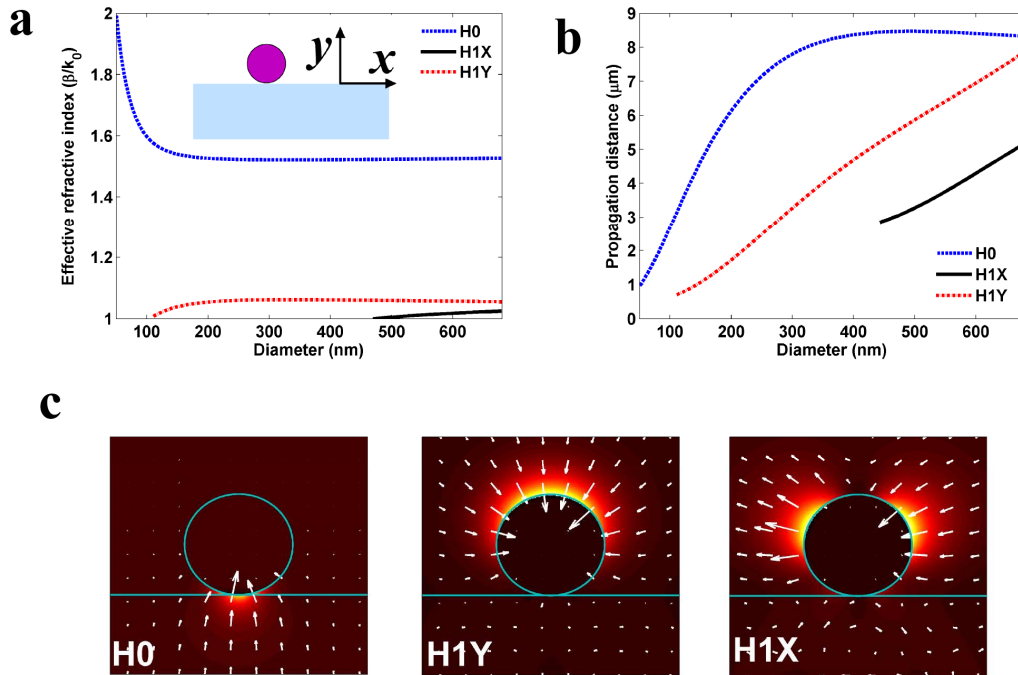 a
Effective refractive index (β/k0)
2
1.8
1.6
1.4
1.2
1
100
200
300
400
500
600
Diameter (nm)
y
x
H0
H1X
H1Y
b
Propagation distance (μm)
9
8
7
6
5
4
3
2
1
0
100
200
300
400
500
600
Diameter (nm)
H0
H1X
H1Y
c
H0
H1Y
H1X